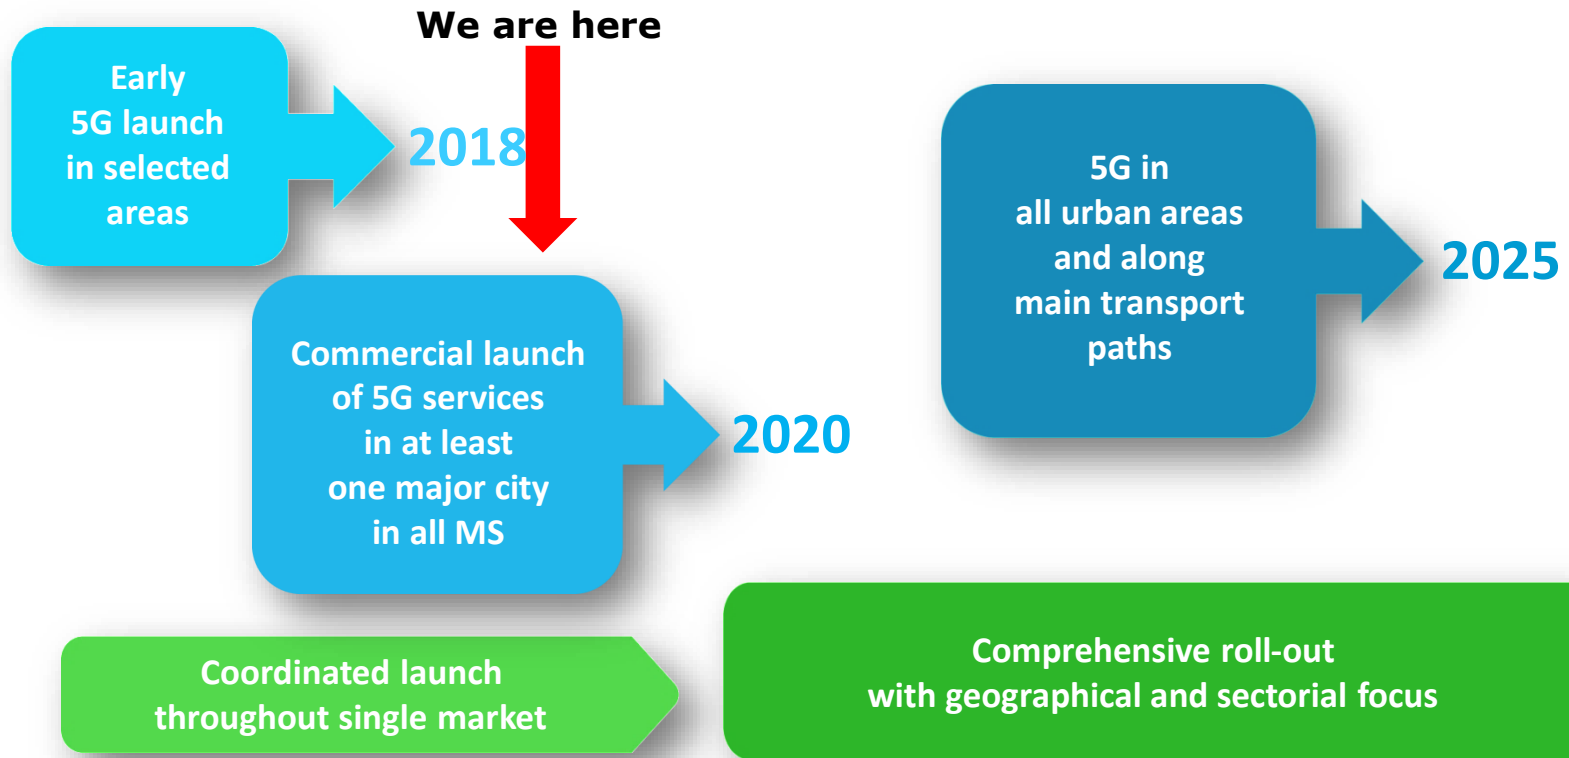 We are here
Early
5G launch
in selected
areas
2018
Commercial launch
of 5G services
in at least
one major city
in all MS
2020
5G in
all urban areas
and along
main transport
paths
2025
Coordinated launch
throughout single market
Comprehensive roll-out
with geographical and sectorial focus